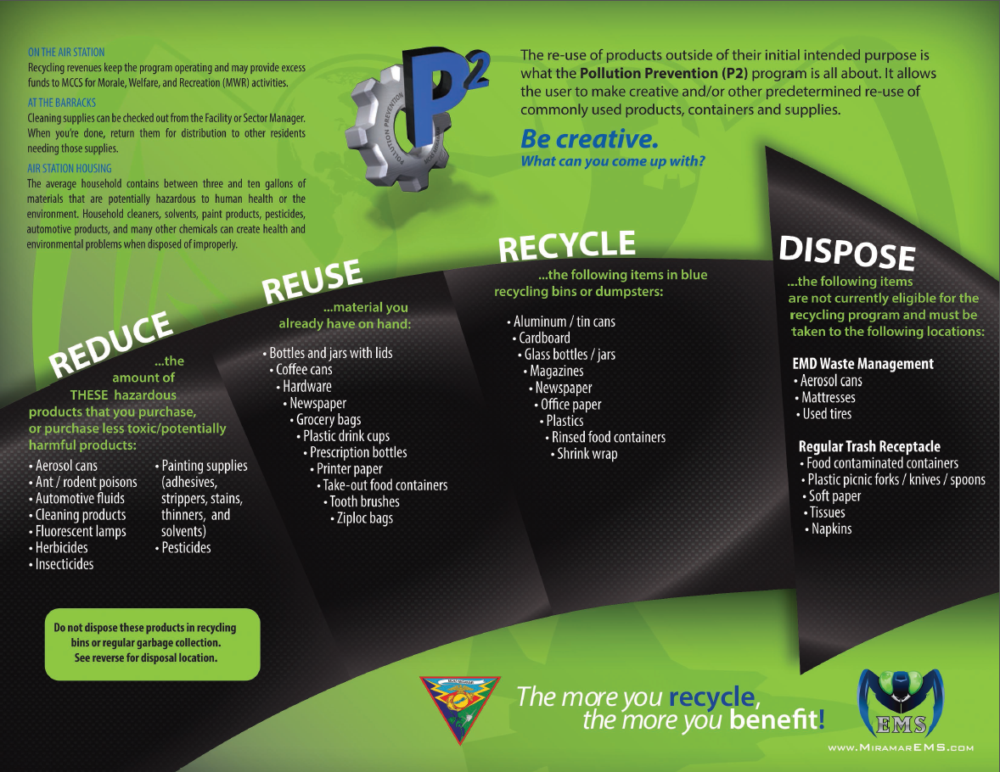 ON THE AIR STATION
Recycling revenues keep the program operating and may provide excess
funds to MCCS for Morale, Welfare, and Recreation (MWR) activities.
AT THE BARRACKS
Cleaning supplies can be checked out from the Facility or Sector Manager.
When you're done, return them for distribution to other residents
needing those supplies.
AIR STATION HOUSING
The average household contains between three and ten gallons of
materials that are potentially hazardous to human health or the
environment. Household cleaners, solvents, paint products, pesticides,
automotive products, and many other chemicals can create health and
environmental problems when disposed of improperly.
P2
POLLUTION PREVENTION
The re-use of products outside of their initial intended purpose is
what the Pollution Prevention (P2) program is all about. It allows
the user to make creative and/or other predetermined re-use of
commonly used products, containers and supplies.
Be creative.
What can you come up with?
REDUCE
...the
amount of
THESE hazardous
products that you purchase,
or purchase less toxic/potentially
harmful products:
• Aerosol cans
• Ant / rodent poisons
• Automotive fluids
• Cleaning products
• Fluorescent lamps
• Herbicides
• Insecticides
• Painting supplies
(adhesives,
strippers, stains,
thinners, and
solvents)
• Pesticides
Do not dispose these products in recycling
bins or regular garbage collection.
See reverse for disposal location.
REUSE
...material you
already have on hand:
• Bottles and jars with lids
• Coffee cans
• Hardware
• Newspaper
• Grocery bags
• Plastic drink cups
• Prescription bottles
• Printer paper
• Take-out food containers
• Tooth brushes
• Ziploc bags
RECYCLE
...the following items in blue
recycling bins or dumpsters:
• Aluminum / tin cans
• Cardboard
• Glass bottles / jars
• Magazines
• Newspaper
• Office paper
• Plastics
• Rinsed food containers
• Shrink wrap
DISPOSE
...the following items
are not currently eligible for the
recycling program and must be
taken to the following locations:
EMD Waste Management
• Aerosol cans
• Mattresses
• Used tires
Regular Trash Receptacle
• Food contaminated containers
• Plastic picnic forks / knives / spoons
• Soft paper
• Tissues
• Napkins
The more you recycle,
the more you benefit!
EMS
www.MiramarEMS.com